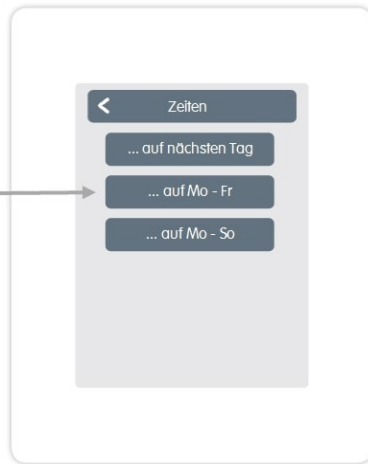 Zeiten
... auf nächsten Tag
... auf Mo - Fr
... auf Mo - So